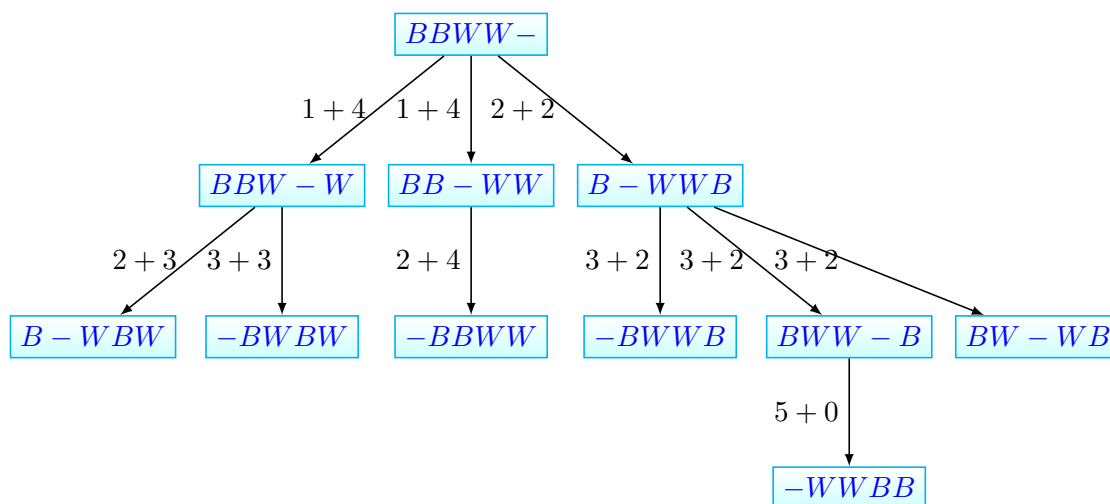 BBWW−
1 + 4 1 + 4 2 + 2
BBW − W BB − WW B − WWB
2 + 3 3 + 3 2 + 4 3 + 2 3 + 2 3 + 2
B − WBW −BWBW −BBWW −BWWB BWW − B BW − WB
5 + 0
−WWBB